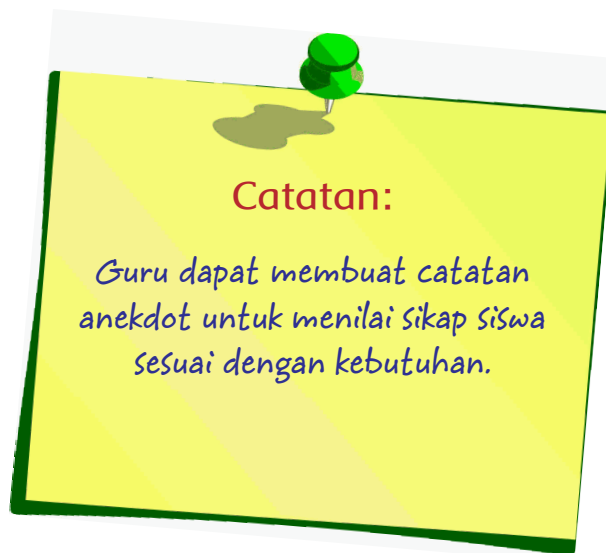 Catatan:
Guru dapat membuat catatan
anekdot untuk menilai sikap siswa
sesuai dengan kebutuhan.